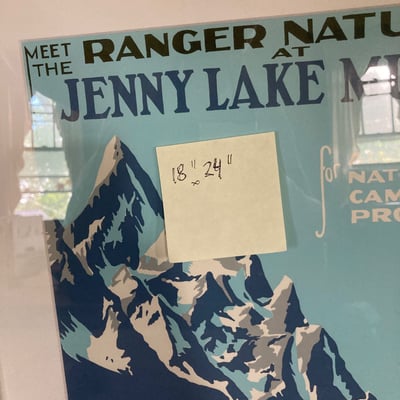 MEET THE RANGER NATU
AT
JENNY LAKE M
18" x 24"
for NAT
CAM
PRO